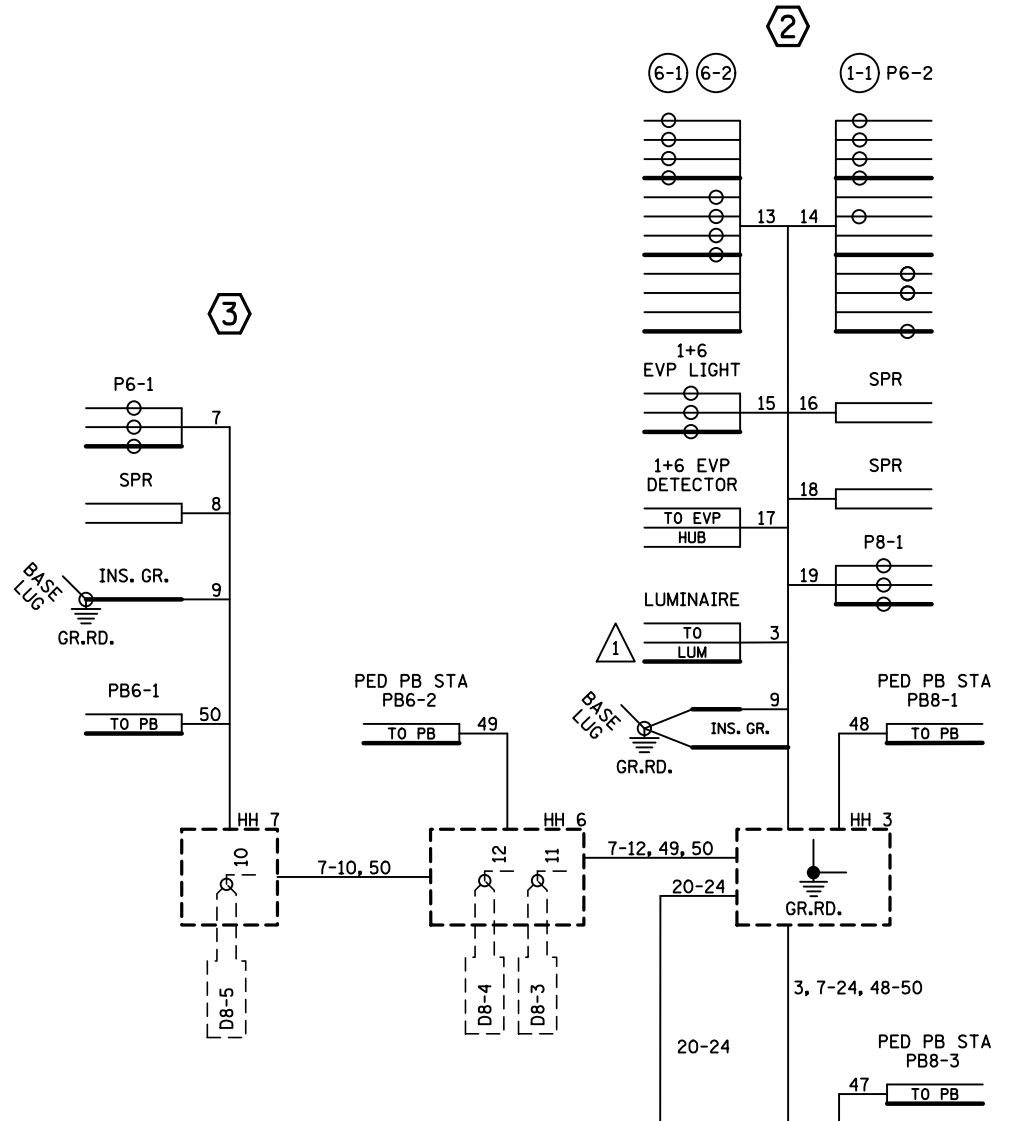 2
6-1 6-2 1-1 P6-2
13 14
3
1+6
EVP LIGHT
15 16
SPR
P6-1
7
SPR
8
1+6 EVP
DETECTOR
TO EVP
HUB
17
18
SPR
P8-1
19
BASE
LUG
INS. GR.
9
GR.RD.
LUMINAIRE
TO
LUM
3
1
PB6-1
TO PB
50
PED PB STA
PB6-2
TO PB
49
BASE
LUG
9
INS. GR.
GR.RD.
PED PB STA
PB8-1
48
TO PB
HH 7
10
D8-5
7-10, 50
HH 6
12
11
D8-4
D8-3
7-12, 49, 50
20-24
HH 3
GR.RD.
3, 7-24, 48-50
20-24
PED PB STA
PB8-3
47
TO PB